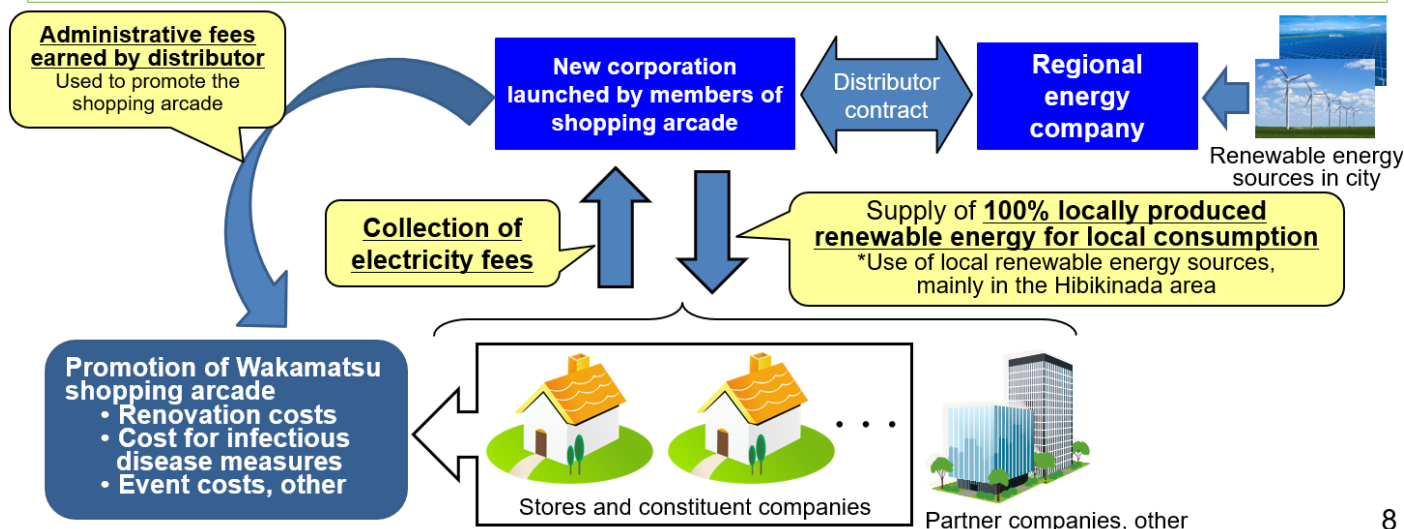 Administrative fees
earned by distributor
Used to promote the
shopping arcade
New corporation
launched by members of
shopping arcade
Distributor
contract
Regional
energy
company
Renewable energy
sources in city
Collection of
electricity fees
Supply of 100% locally produced
renewable energy for local consumption
*Use of local renewable energy sources,
mainly in the Hibikinada area
Promotion of Wakamatsu
shopping arcade
• Renovation costs
• Cost for infectious
disease measures
• Event costs, other
• • •
Stores and constituent companies
Partner companies, other
8